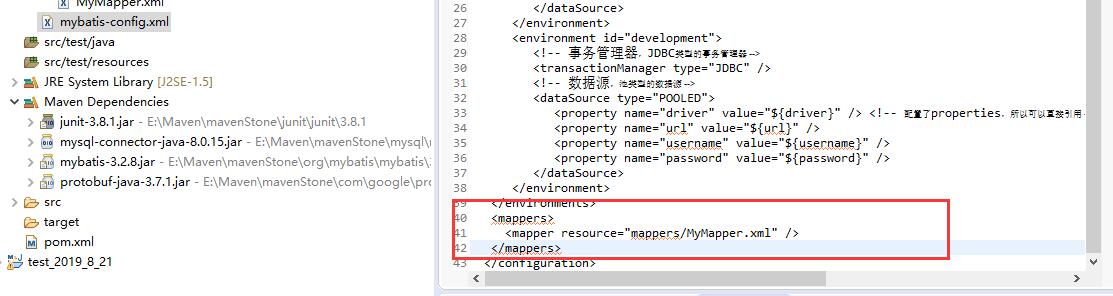 MyMapper.xml
mybatis-config.xml
src/test/java
src/test/resources
JRE System Library [J2SE-1.5]
Maven Dependencies
junit-3.8.1.jar - E:\Maven\mavenStone\junit\junit\3.8.1
mysql-connector-java-8.0.15.jar - E:\Maven\mavenStone\mysql\
mybatis-3.2.8.jar - E:\Maven\mavenStone\org\mybatis\mybatis\
protobuf-java-3.7.1.jar - E:\Maven\mavenStone\com\google\pro
src
target
pom.xml
test_2019_8_21
26 </dataSource>
27 </environment>
28 <environment id="development">
29 <!-- 事务管理器，JDBC类型的事务管理器-->
30 <transactionManager type="JDBC" />
31 <!-- 数据源，池类型的数据源-->
32 <dataSource type="POOLED">
33 <property name="driver" value="${driver}" /> <!-- 配置了properties，所以可以直接引用
34 <property name="url" value="${url}" />
35 <property name="username" value="${username}" />
36 <property name="password" value="${password}" />
37 </dataSource>
38 </environment>
39 </environments>
40 <mappers>
41 <mapper resource="mappers/MyMapper.xml" />
42 </mappers>
43 </configuration>